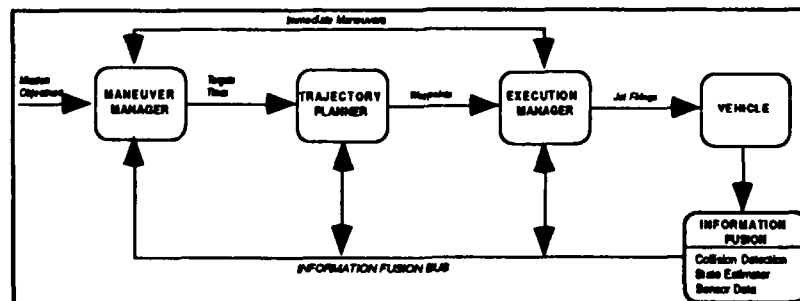 Immediate Maneuvers
Mission
Objectives
MANEUVER
MANAGER
Targets
Times
TRAJECTORY
PLANNER
Waypoints
EXECUTION
MANAGER
Jet Firings
VEHICLE
INFORMATION
FUSION
Collision Detection
State Estimator
Sensor Data
INFORMATION FUSION BUS